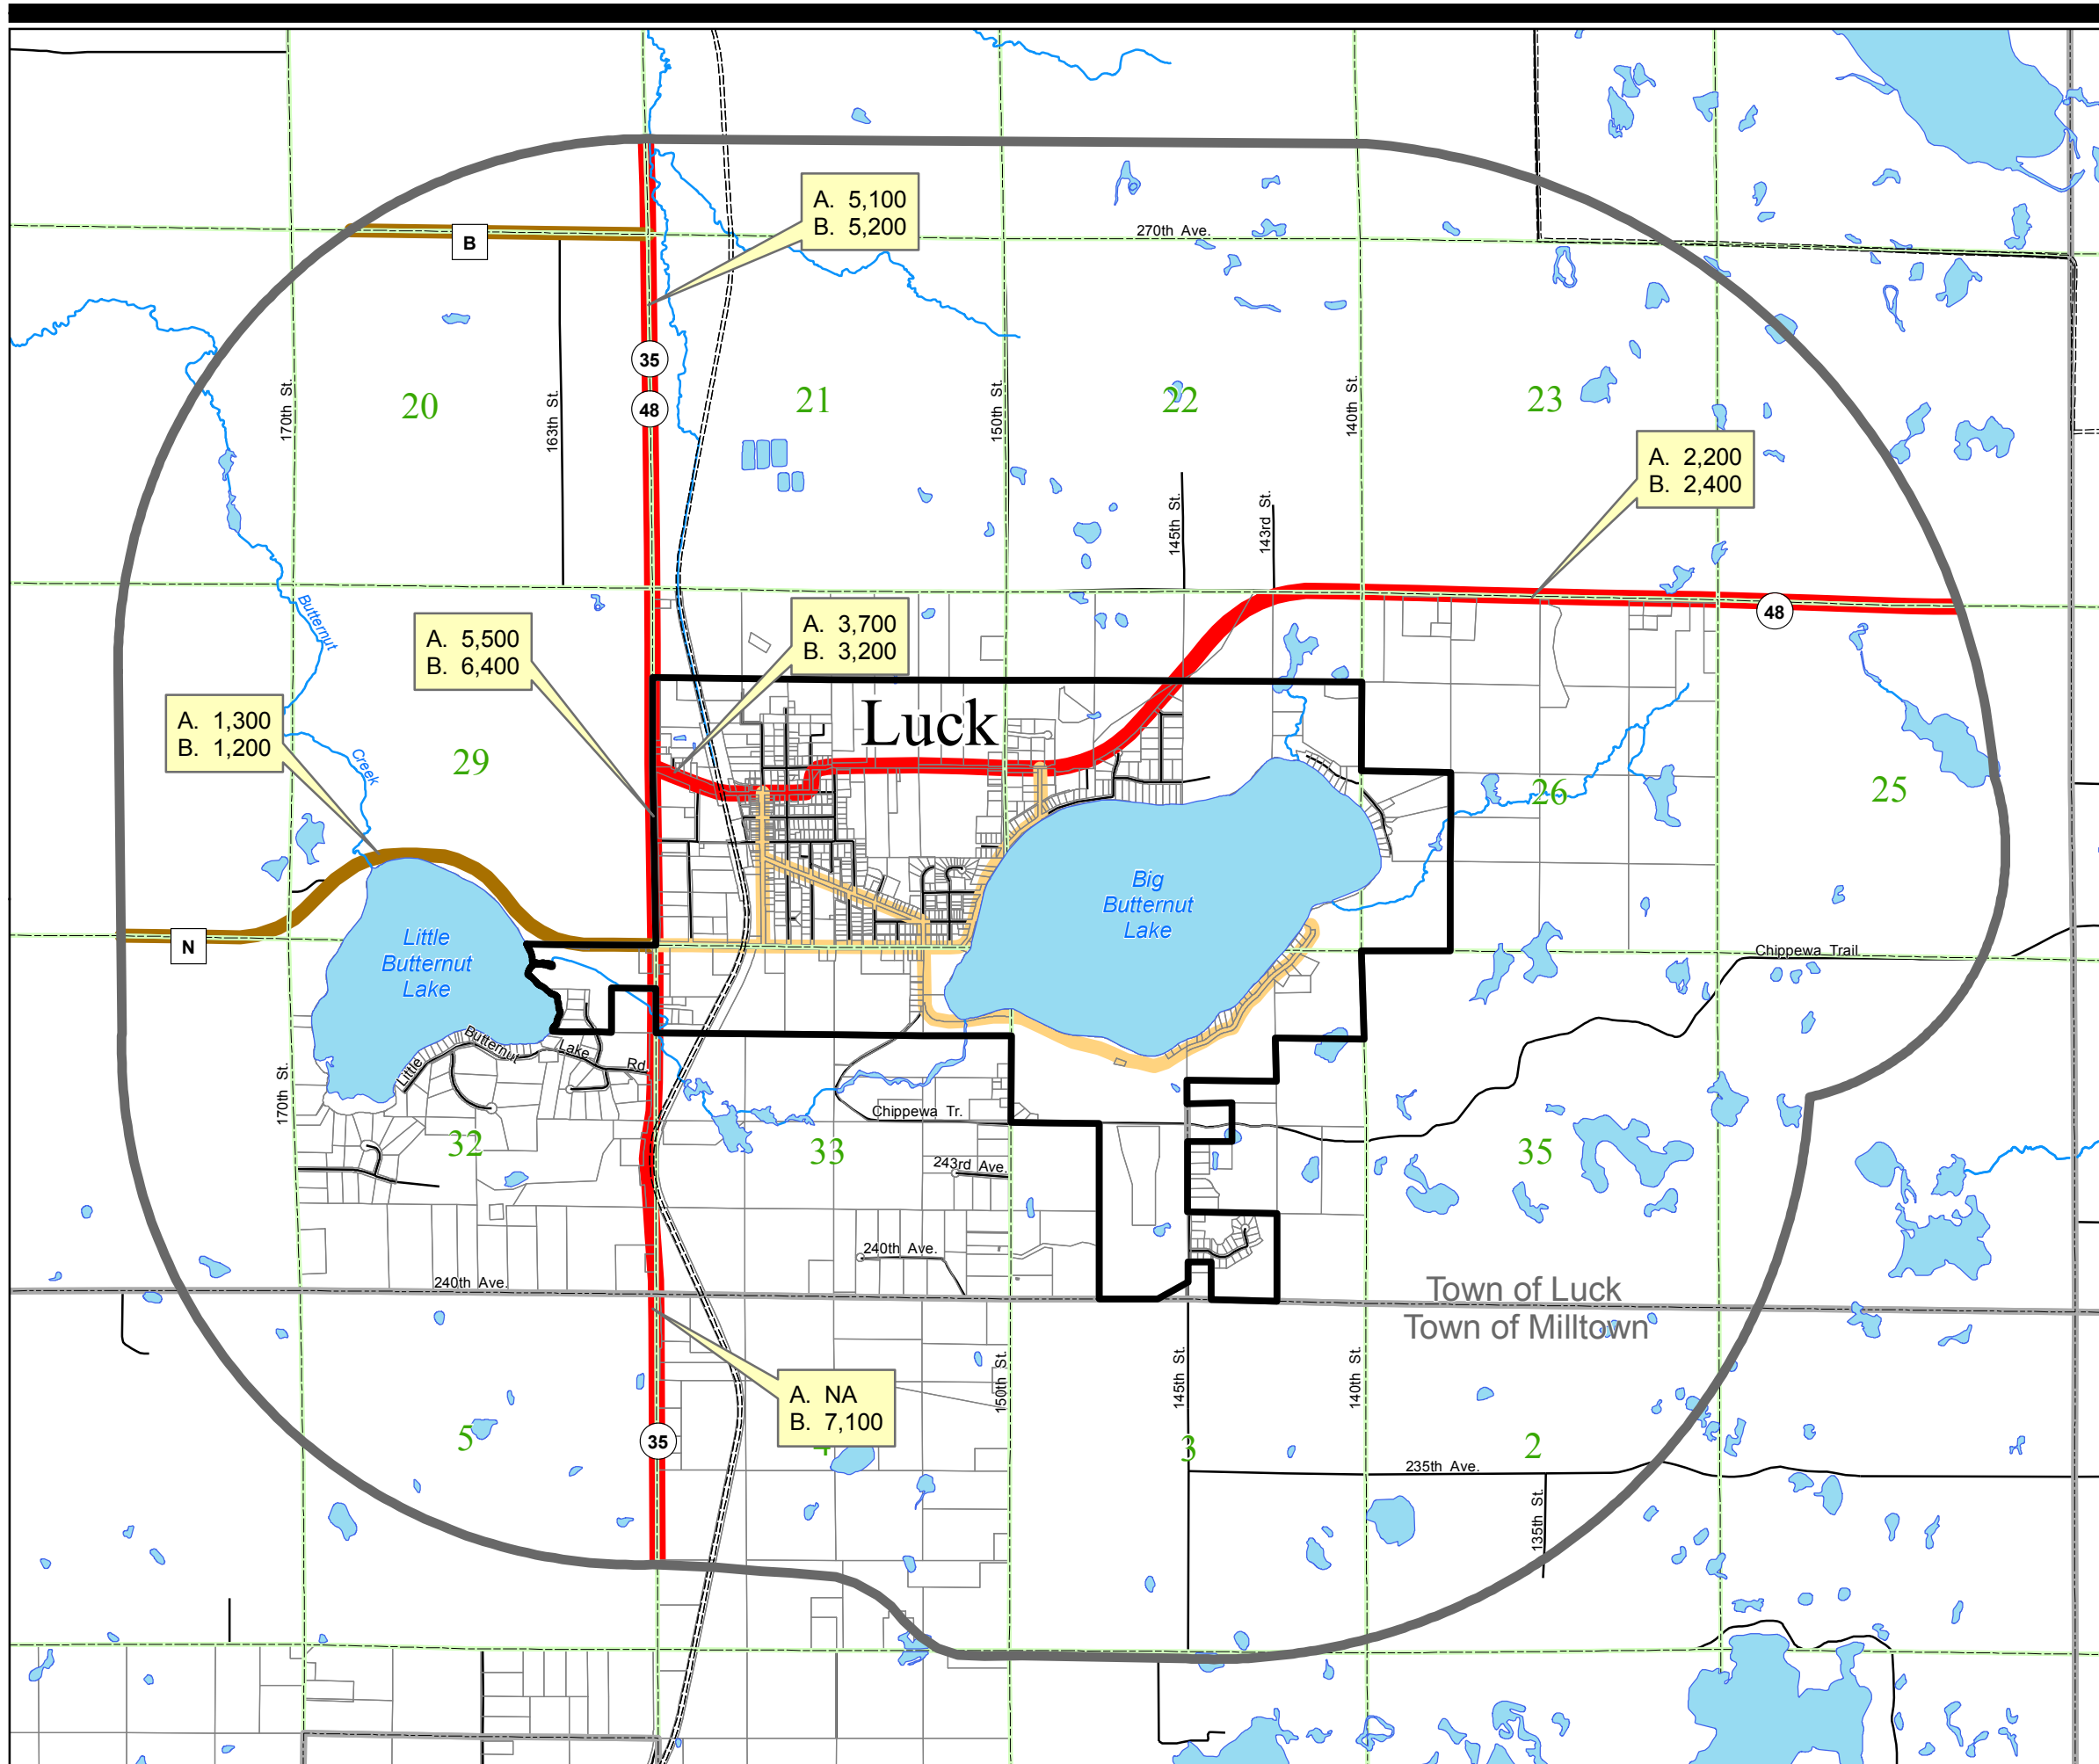 A. 5,100
B. 5,200
B
270th Ave.
35
48
20
21
22
23
170th St.
163th St.
150th St.
140th St.
A. 2,200
B. 2,400
145th St.
143rd St.
48
Butternut
Creek
A. 5,500
B. 6,400
A. 3,700
B. 3,200
A. 1,300
B. 1,200
Luck
29
26
25
Big
Butternut
Lake
Little
Butternut
Lake
N
Chippewa Trail
Little Butternut Lake Rd.
170th St.
Chippewa Tr.
32
33
35
243rd Ave.
240th Ave.
240th Ave.
Town of Luck
Town of Milltown
A. NA
B. 7,100
150th St.
145th St.
140th St.
5
35
4
3
2
235th Ave.
135th St.